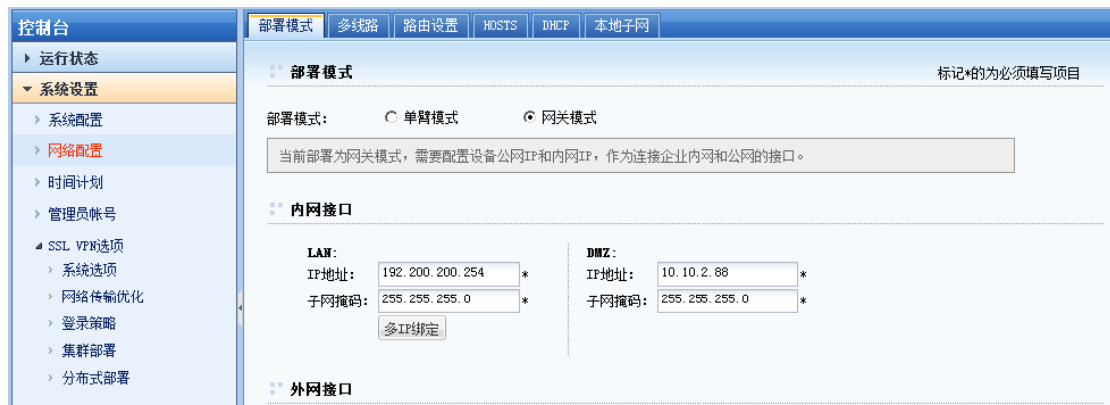 控制台
运行状态
系统设置
系统配置
网络配置
时间计划
管理员帐号
SSL VPN选项
系统选项
网络传输优化
登录策略
集群部署
分布式部署
部署模式 多线路 路由设置 HOSTS DHCP 本地子网
部署模式 标记*的为必须填写项目
部署模式: 单臂模式 网关模式
当前部署为网关模式，需要配置设备公网IP和内网IP，作为连接企业内网和公网的接口。
内网接口
LAN: DMZ:
IP地址: 192.200.200.254 * IP地址: 10.10.2.88 *
子网掩码: 255.255.255.0 * 子网掩码: 255.255.255.0 *
多IP绑定
外网接口